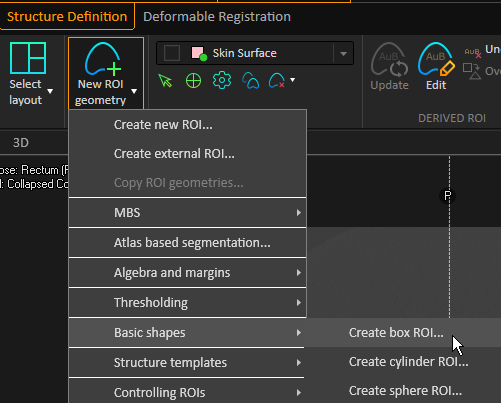 Structure Definition
Deformable Registration
Select
layout
New ROI
geometry
Skin Surface
AuB
Update
AuB
Edit
AuB
DERIVED ROI
3D
Create new ROI...
Create external ROI...
Copy ROI geometries...
MBS
Atlas based segmentation...
Algebra and margins
Thresholding
Basic shapes
Structure templates
Controlling ROIs
Create box ROI...
Create cylinder ROI...
Create sphere ROI...
ose: Rectum (
: Collapsed Co
P